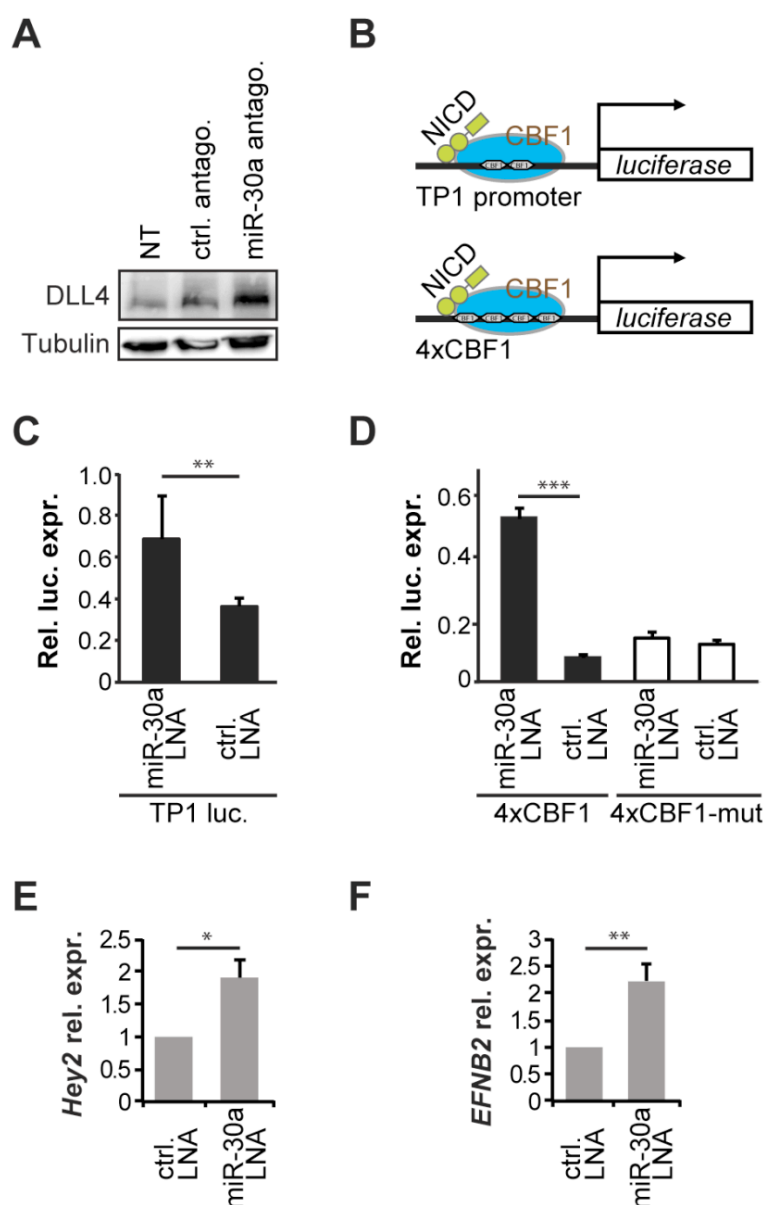 A
NT
ctrl. antago.
miR-30a antago.
DLL4
Tubulin
B
NICD
CBF1
luciferase
TP1 promoter
NICD
CBF1
luciferase
4xCBF1
C
Rel. luc. expr.
1.0
0.8
0.6
0.4
0.2
0
**
miR-30a LNA
ctrl. LNA
TP1 luc.
D
Rel. luc. expr.
0.6
0.4
0.2
0
***
miR-30a LNA
ctrl. LNA
miR-30a LNA
ctrl. LNA
4xCBF1
4xCBF1-mut
E
Hey2 rel. expr.
2.5
2
1.5
1
0.5
0
*
ctrl. LNA
miR-30a LNA
F
EFNB2 rel. expr.
3
2.5
2
1.5
1
0.5
0
**
ctrl. LNA
miR-30a LNA